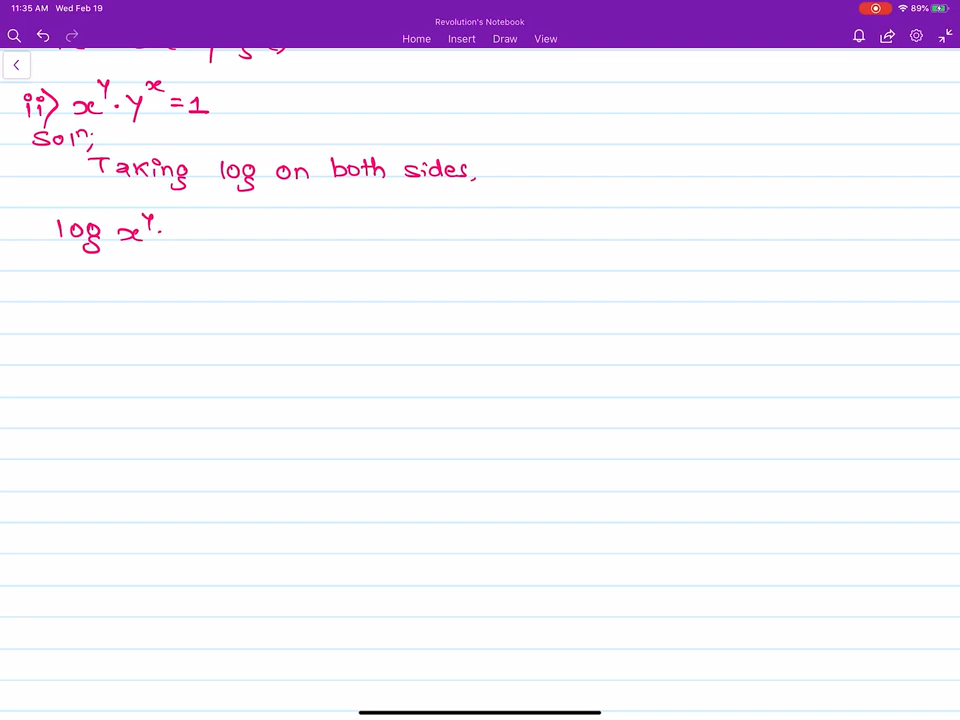 11:35 AM Wed Feb 19
89%
Revolution's Notebook
Home Insert Draw View
ii) x^y · y^x = 1
Soln;
Taking log on both sides,
log x^y ·